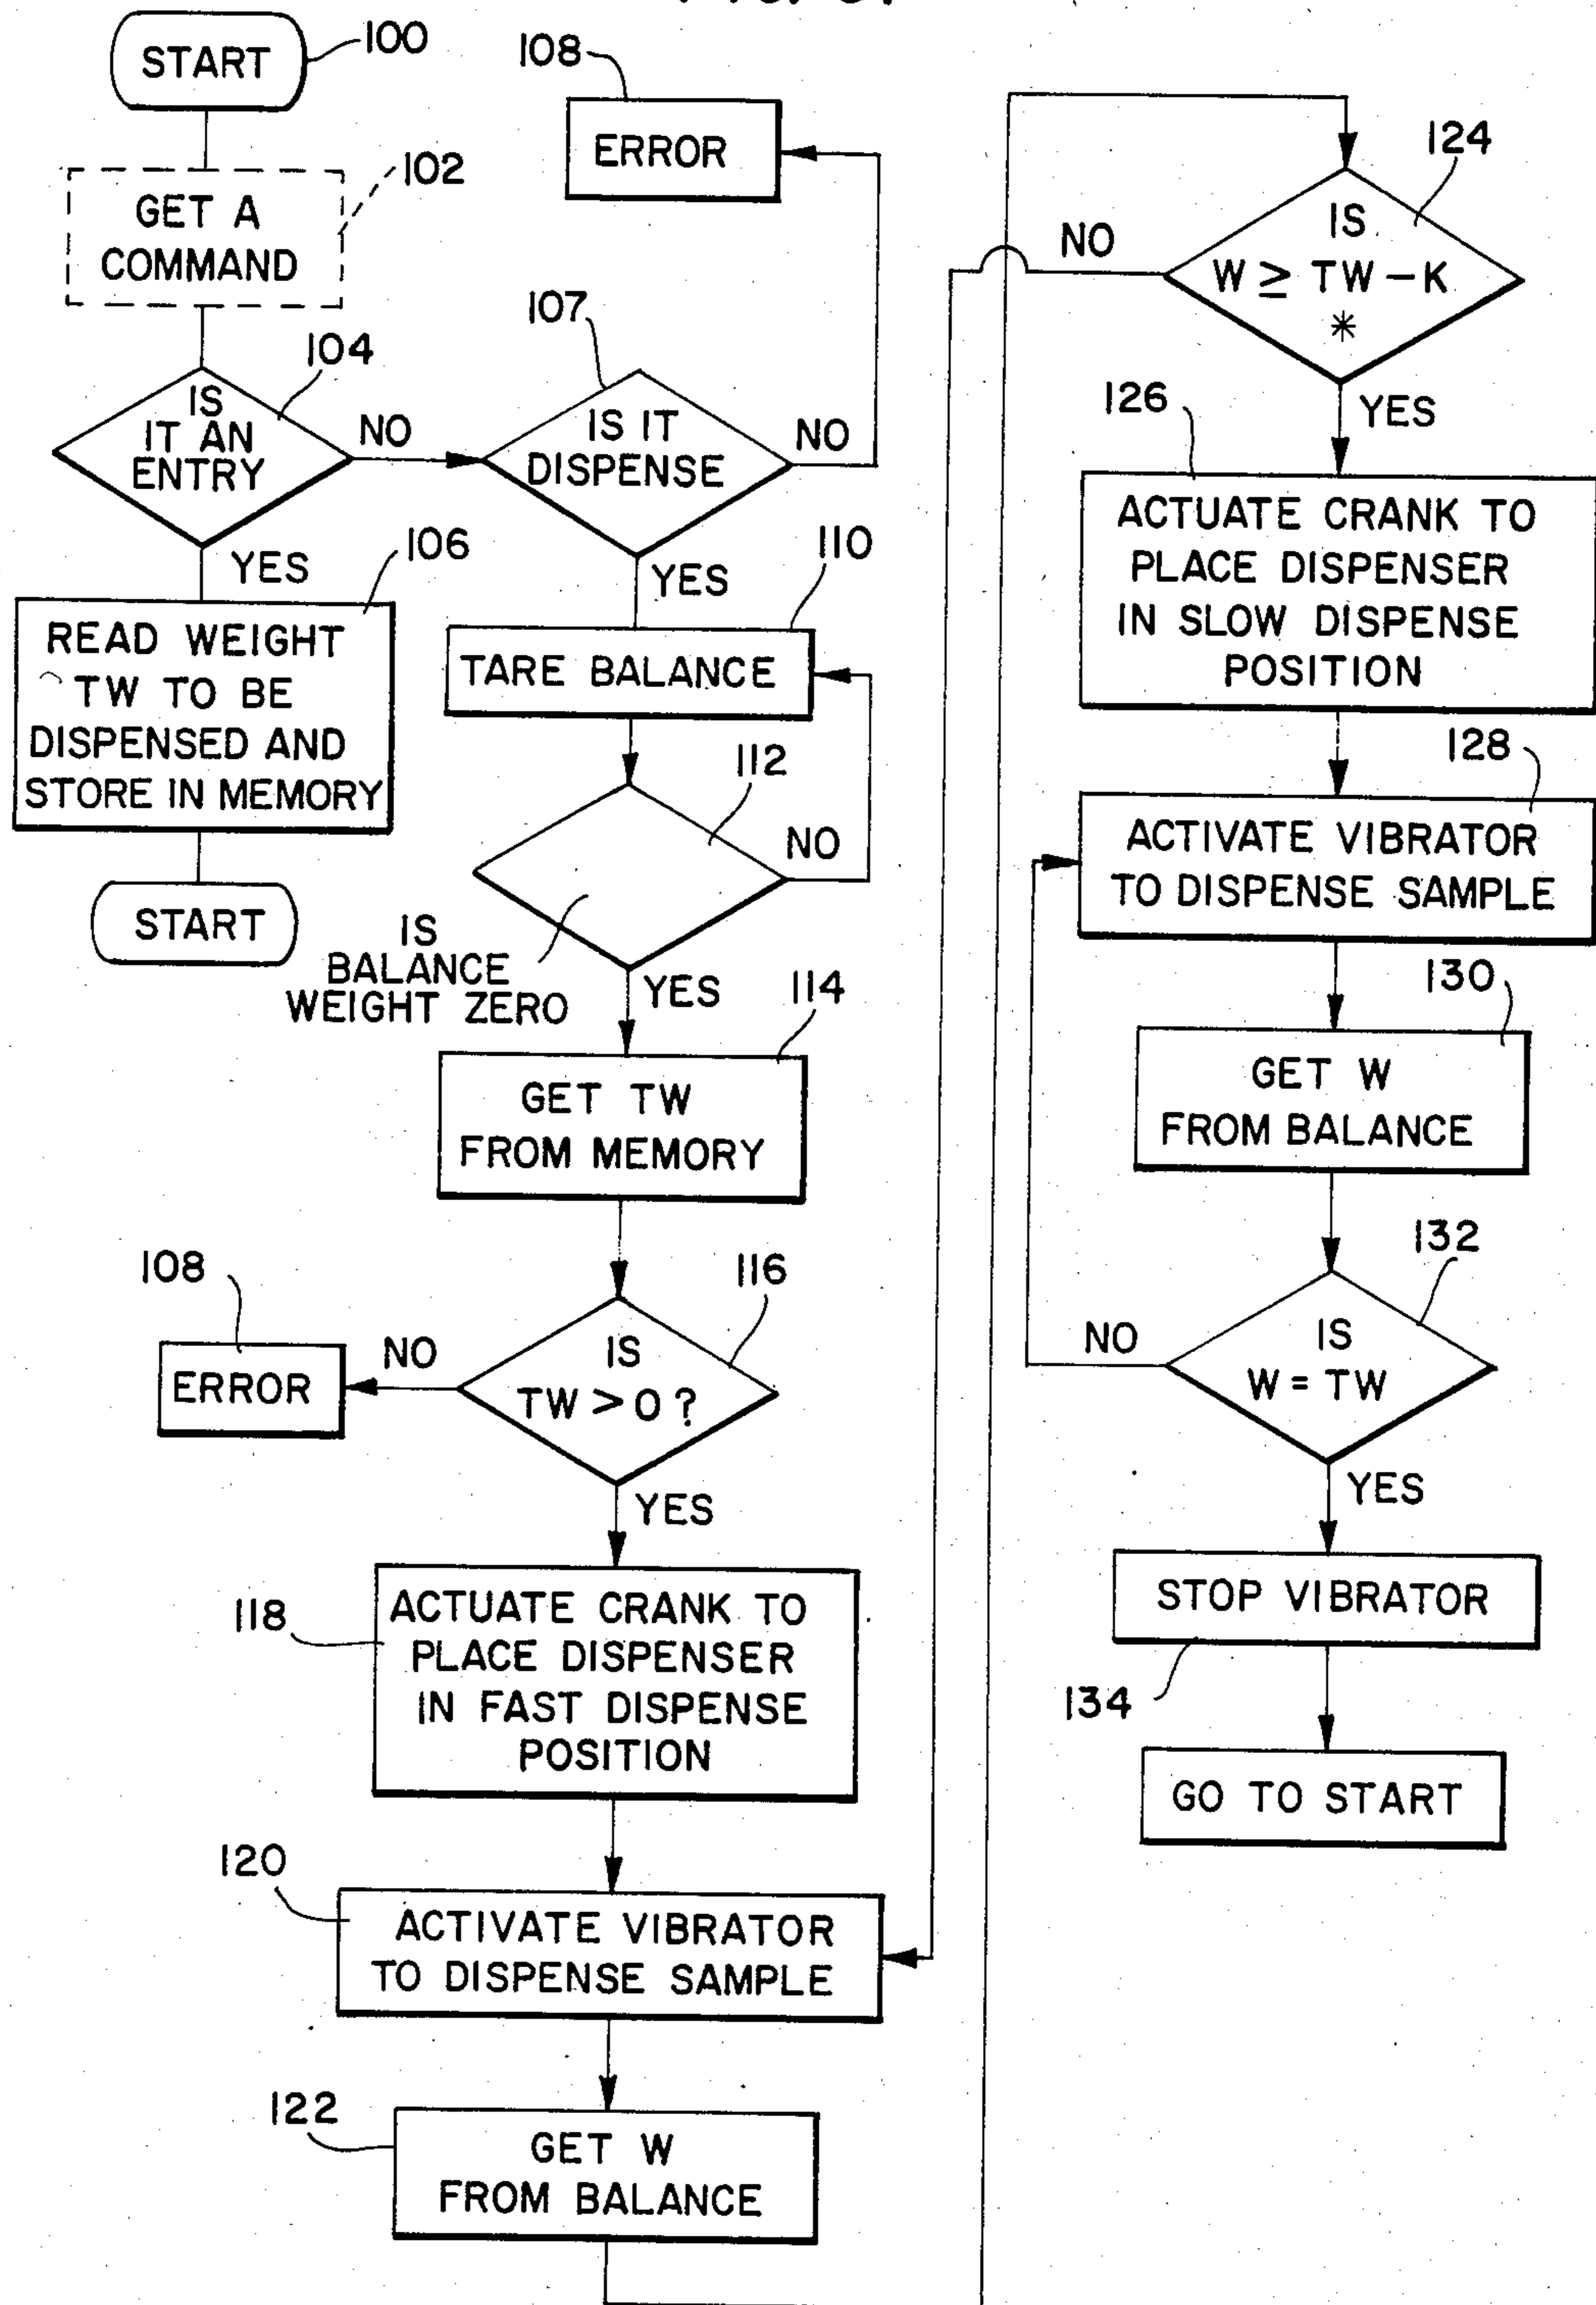 START
100
GET A
COMMAND
102
IS
IT AN
ENTRY
104
NO
YES
READ WEIGHT
TW TO BE
DISPENSED AND
STORE IN MEMORY
106
START
108
ERROR
107
IS IT
DISPENSE
NO
YES
110
TARE BALANCE
112
NO
IS
BALANCE
WEIGHT ZERO
YES
114
GET TW
FROM MEMORY
116
IS
TW > 0 ?
NO
108
ERROR
YES
118
ACTUATE CRANK TO
PLACE DISPENSER
IN FAST DISPENSE
POSITION
120
ACTIVATE VIBRATOR
TO DISPENSE SAMPLE
122
GET W
FROM BALANCE
124
IS
W ≥ TW – K
*
NO
YES
126
ACTUATE CRANK TO
PLACE DISPENSER
IN SLOW DISPENSE
POSITION
128
ACTIVATE VIBRATOR
TO DISPENSE SAMPLE
130
GET W
FROM BALANCE
132
IS
W = TW
NO
YES
STOP VIBRATOR
134
GO TO START